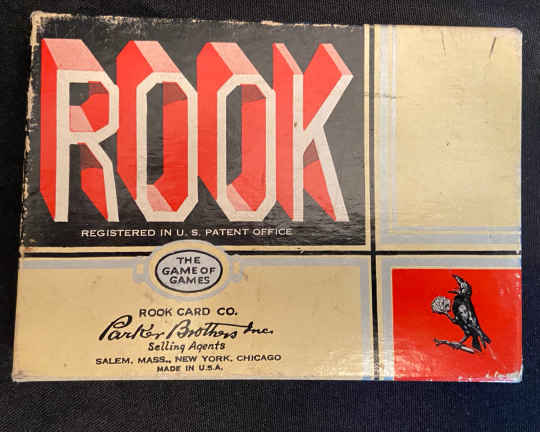 ROOK
REGISTERED IN U. S. PATENT OFFICE
THE
GAME OF
GAMES
ROOK CARD CO.
Parker Brothers Inc.
Selling Agents
SALEM, MASS., NEW YORK, CHICAGO
MADE IN U.S.A.